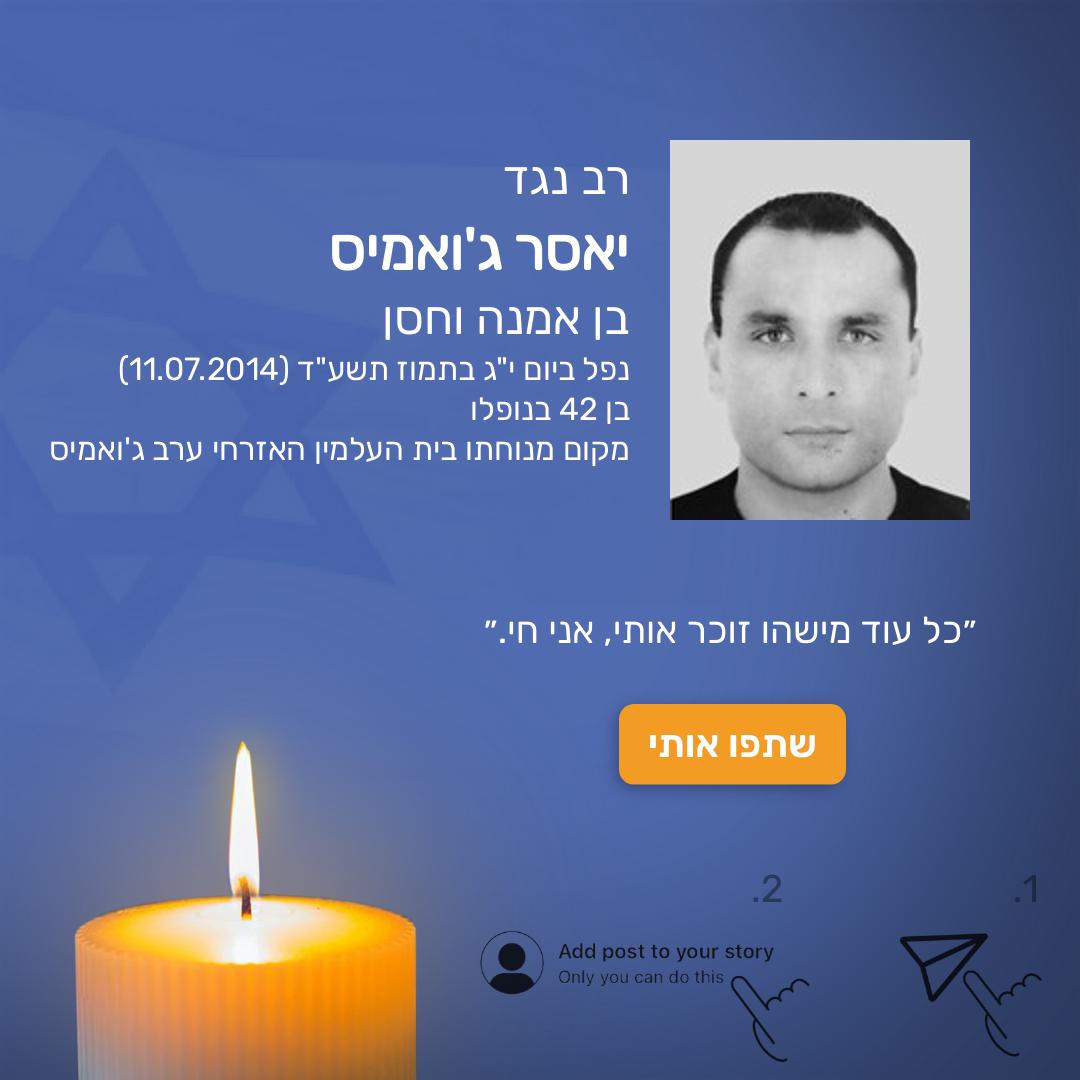 רב נגד
יאסר ג'ואמיס
בן אמנה וחסן
נפל ביום י"ג בתמוז תשע"ד (11.07.2014)
בן 42 בנופלו
מקום מנוחתו בית העלמין האזרחי ערב ג'ואמיס
״כל עוד מישהו זוכר אותי, אני חי.״
שתפו אותי
1.
2.
Add post to your story
Only you can do this